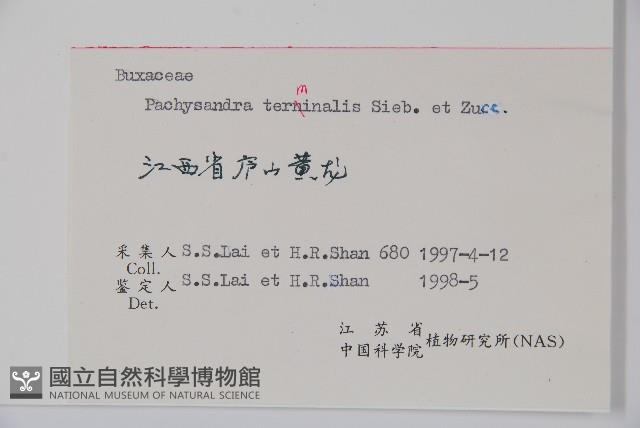 Buxaceae
Pachysandra terminalis Sieb. et Zucc.
江西省庐山黄龙
采集人 S.S.Lai et H.R.Shan 680 1997-4-12
Coll.
鉴定人 S.S.Lai et H.R.Shan 1998-5
Det.
江苏省
中国科学院 植物研究所(NAS)
國立自然科學博物館
NATIONAL MUSEUM OF NATURAL SCIENCE